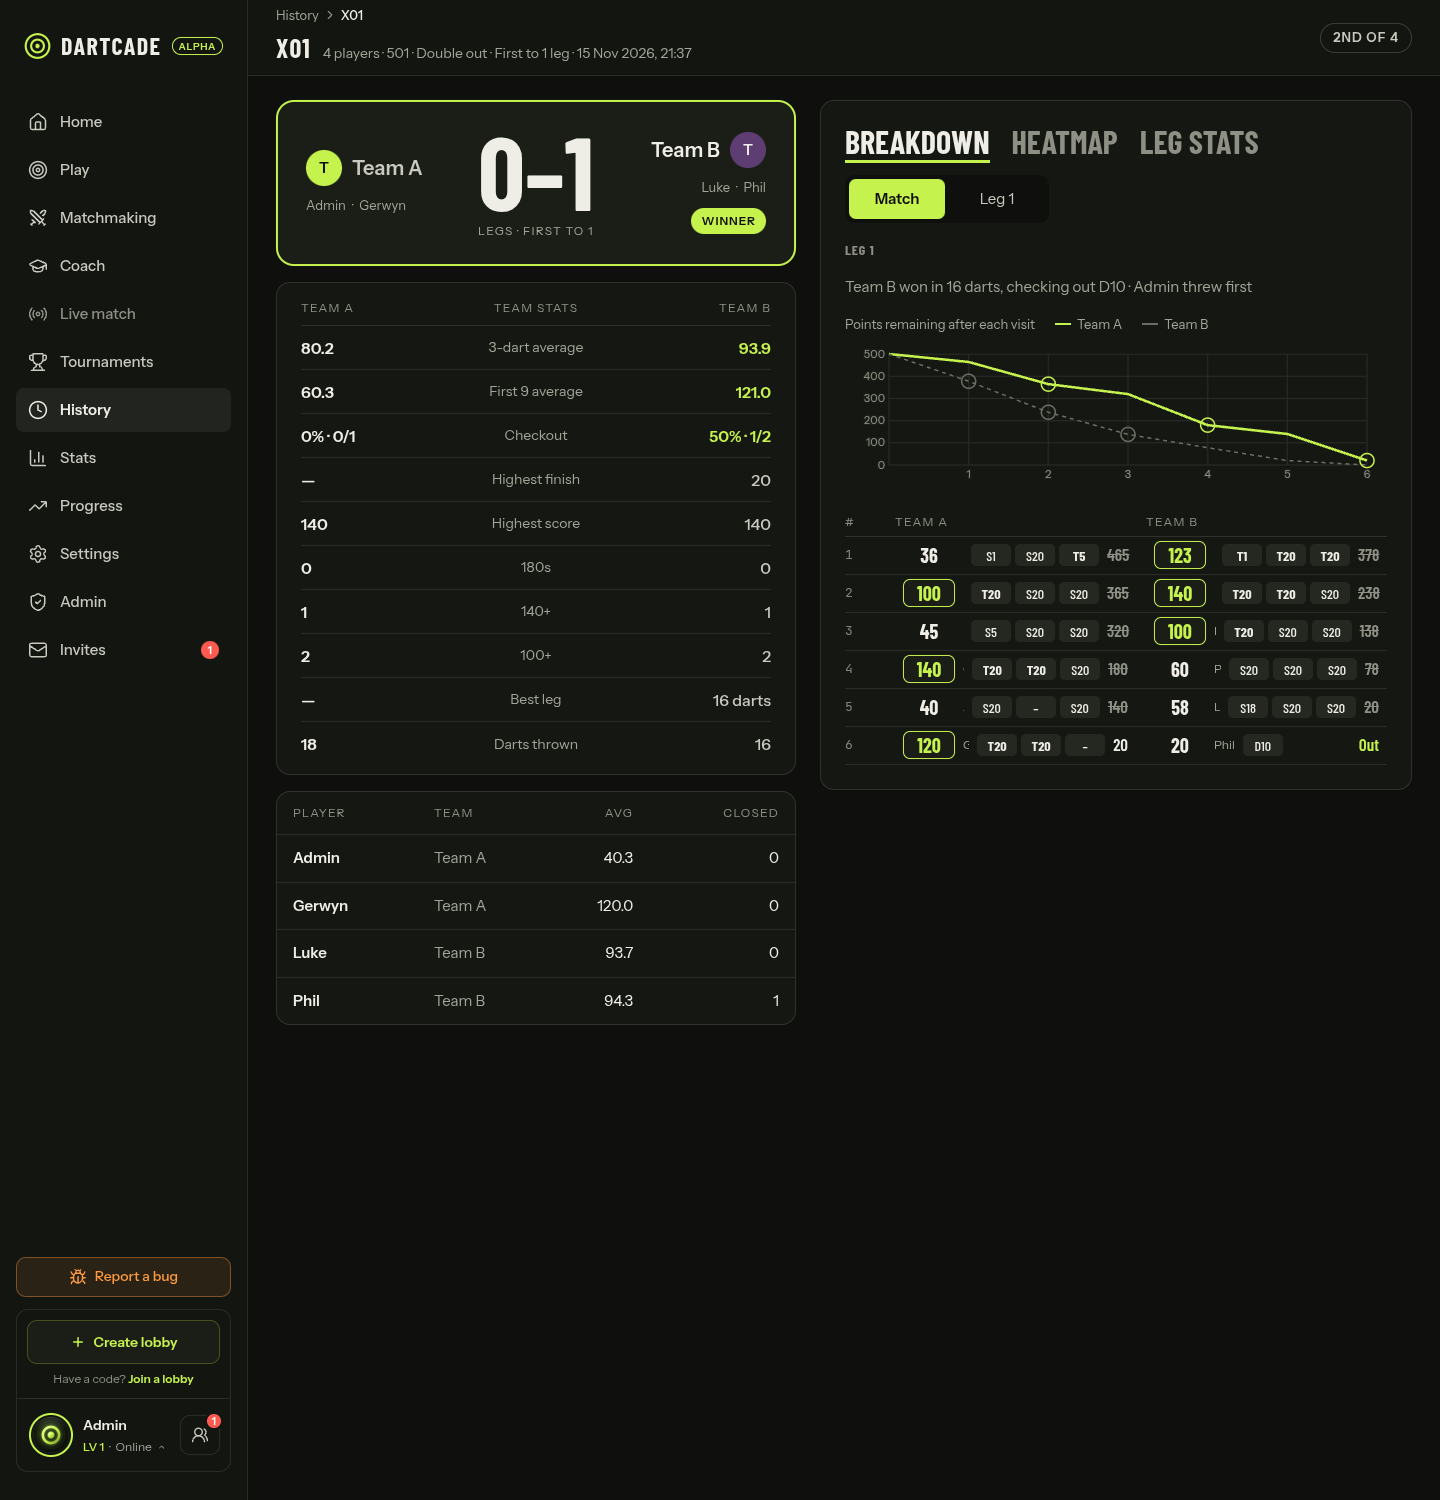 DARTCADE ALPHA
Home
Play
Matchmaking
Coach
Live match
Tournaments
History
Stats
Progress
Settings
Admin
Invites 1
Report a bug
Create lobby
Have a code? Join a lobby
Admin
LV 1 · Online
1
History > X01
X01 4 players · 501 · Double out · First to 1 leg · 15 Nov 2026, 21:37
2ND OF 4
T Team A
Admin · Gerwyn
0–1
LEGS · FIRST TO 1
Team B T
Luke · Phil
WINNER
TEAM A TEAM STATS TEAM B
80.2 3-dart average 93.9
60.3 First 9 average 121.0
0% · 0/1 Checkout 50% · 1/2
— Highest finish 20
140 Highest score 140
0 180s 0
1 140+ 1
2 100+ 2
— Best leg 16 darts
18 Darts thrown 16
PLAYER TEAM AVG CLOSED
Admin Team A 40.3 0
Gerwyn Team A 120.0 0
Luke Team B 93.7 0
Phil Team B 94.3 1
BREAKDOWN HEATMAP LEG STATS
Match Leg 1
LEG 1
Team B won in 16 darts, checking out D10 · Admin threw first
Points remaining after each visit Team A Team B
500
400
300
200
100
0
1 2 3 4 5 6
# TEAM A TEAM B
1 36 S1 S20 T5 465 123 T1 T20 T20 378
2 100 T20 S20 S20 365 140 T20 T20 S20 238
3 45 S5 S20 S20 320 100 T20 S20 S20 138
4 140 T20 T20 S20 180 60 P S20 S20 S20 78
5 40 S20 - S20 140 58 L S18 S20 S20 20
6 120 G T20 T20 - 20 20 Phil D10 Out